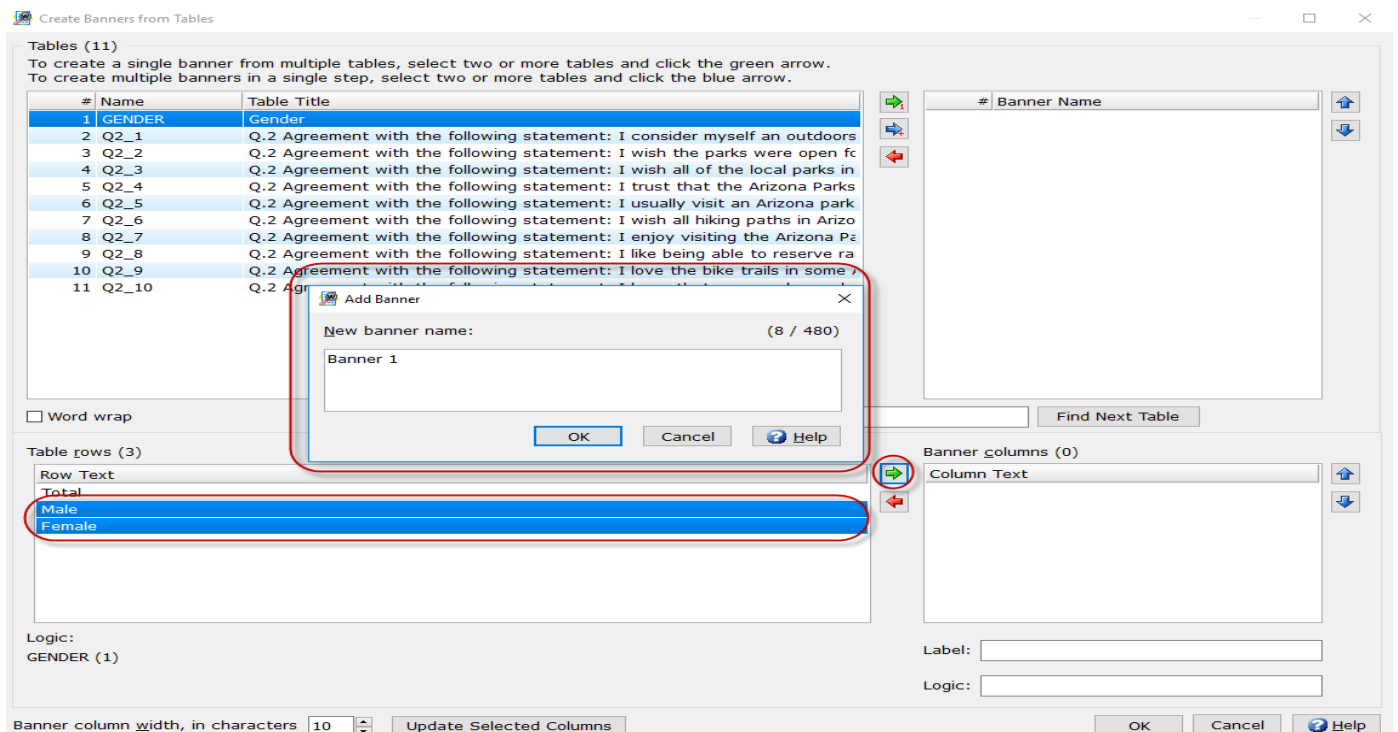 Create Banners from Tables
Tables (11)
To create a single banner from multiple tables, select two or more tables and click the green arrow.
To create multiple banners in a single step, select two or more tables and click the blue arrow.
# Name Table Title
1 GENDER Gender
2 Q2_1 Q.2 Agreement with the following statement: I consider myself an outdoors
3 Q2_2 Q.2 Agreement with the following statement: I wish the parks were open
4 Q2_3 Q.2 Agreement with the following statement: I wish all of the local parks in
5 Q2_4 Q.2 Agreement with the following statement: I trust that the Arizona Parks
6 Q2_5 Q.2 Agreement with the following statement: I usually visit an Arizona park
7 Q2_6 Q.2 Agreement with the following statement: I wish all hiking paths in Arizo
8 Q2_7 Q.2 Agreement with the following statement: I enjoy visiting the Arizona
9 Q2_8 Q.2 Agreement with the following statement: I like being able to reserve ra
10 Q2_9 Q.2 Agreement with the following statement: I love the bike trails in some
11 Q2_10 Q.2 Agr
# Banner Name
Add Banner
New banner name: (8 / 480)
Banner 1
OK Cancel Help
Word wrap
Find Next Table
Table rows (3)
Row Text
Total
Male
Female
Banner columns (0)
Column Text
Logic:
GENDER (1)
Label:
Logic:
Banner column width, in characters 10 Update Selected Columns
OK Cancel Help